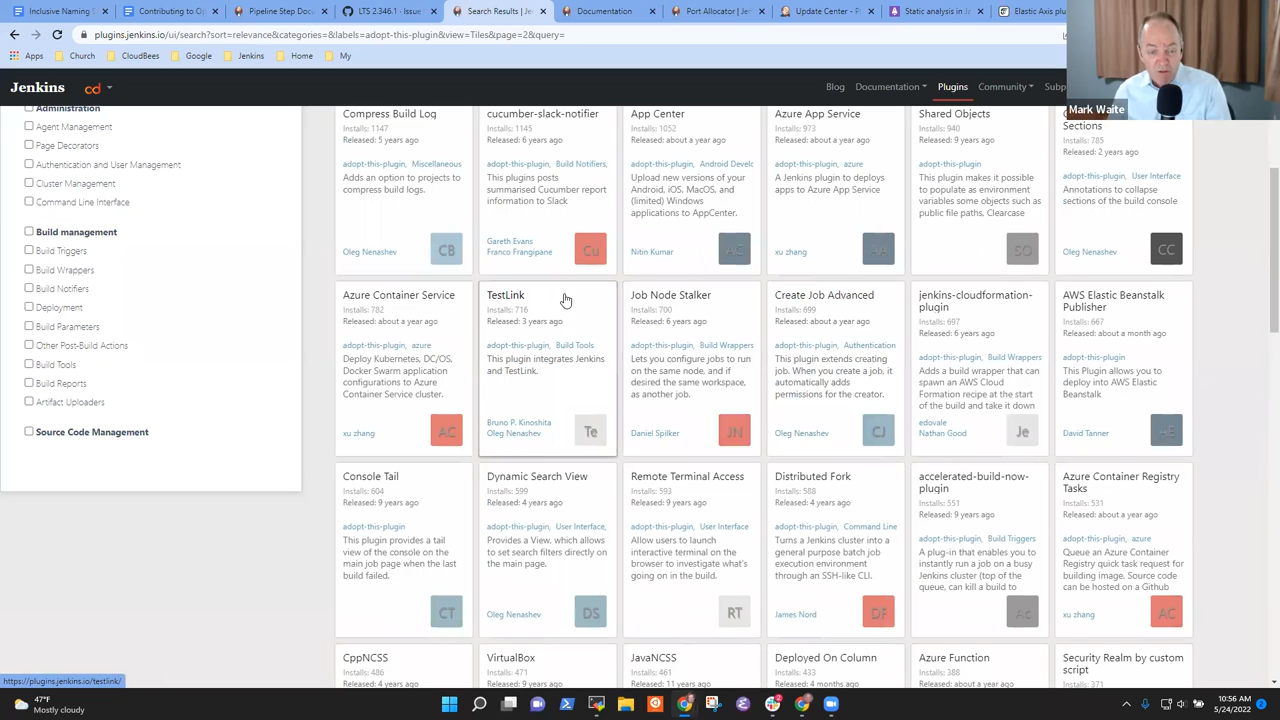 Inclusive Naming S
Contributing to Op
Pipeline Step Docu
LTS 2.346.1 · Issue
Search Results | Je
Documentation
Port Allocator | Je
Update Center – P
Static analysis in J
Elastic Axis plu
plugins.jenkins.io/ui/search?sort=relevance&categories=&labels=adopt-this-plugin&view=Tiles&page=2&query=
Apps
Church
CloudBees
Google
Jenkins
Home
My
Jenkins
cd
Blog
Documentation
Plugins
Community
Subp
Mark Waite
Administration
Agent Management
Page Decorators
Authentication and User Management
Cluster Management
Command Line Interface
Build management
Build Triggers
Build Wrappers
Build Notifiers
Deployment
Build Parameters
Other Post-Build Actions
Build Tools
Build Reports
Artifact Uploaders
Source Code Management
Compress Build Log
Installs: 1147
Released: 5 years ago
adopt-this-plugin, Miscellaneous
Adds an option to projects to
compress build logs.
Oleg Nenashev
CB
cucumber-slack-notifier
Installs: 1145
Released: 6 years ago
adopt-this-plugin, Build Notifiers,
This plugins posts
summarised Cucumber report
information to Slack
Gareth Evans
Franco Frangipane
Cu
App Center
Installs: 1052
Released: about a year ago
adopt-this-plugin, Android Develc
Upload new versions of your
Android, iOS, MacOS, and
(limited) Windows
applications to AppCenter.
Nitin Kumar
AC
Azure App Service
Installs: 973
Released: about a year ago
adopt-this-plugin, azure
A Jenkins plugin to deploys
apps to Azure App Service
xu zhang
AA
Shared Objects
Installs: 940
Released: 9 years ago
adopt-this-plugin
This plugin makes it possible
to populate as environment
variables some objects such as
public file paths, Clearcase
SO
Sections
Installs: 785
Released: 2 years ago
adopt-this-plugin, User Interface
Annotations to collapse
sections of the build console
Oleg Nenashev
CC
Azure Container Service
Installs: 782
Released: about a year ago
adopt-this-plugin, azure
Deploy Kubernetes, DC/OS,
Docker Swarm application
configurations to Azure
Container Service cluster.
xu zhang
AC
TestLink
Installs: 716
Released: 3 years ago
adopt-this-plugin, Build Tools
This plugin integrates Jenkins
and TestLink.
Bruno P. Kinoshita
Oleg Nenashev
Te
Job Node Stalker
Installs: 700
Released: 6 years ago
adopt-this-plugin, Build Wrappers
Lets you configure jobs to run
on the same node, and if
desired the same workspace,
as another job.
Daniel Spilker
JN
Create Job Advanced
Installs: 699
Released: about a year ago
adopt-this-plugin, Authentication
This plugin extends creating
job. When you create a job, it
automatically adds
permissions for the creator.
Oleg Nenashev
CJ
jenkins-cloudformation-
plugin
Installs: 697
Released: 6 years ago
adopt-this-plugin, Build Wrappers
Adds a build wrapper that can
spawn an AWS Cloud
Formation recipe at the start
of the build and take it down
edovale
Nathan Good
Je
AWS Elastic Beanstalk
Publisher
Installs: 667
Released: about a month ago
adopt-this-plugin
This Plugin allows you to
deploy into AWS Elastic
Beanstalk
David Tanner
AE
Console Tail
Installs: 604
Released: 9 years ago
adopt-this-plugin
This plugin provides a tail
view of the console on the
main job page when the last
build failed.
CT
Dynamic Search View
Installs: 599
Released: 4 years ago
adopt-this-plugin, User Interface,
Provides a View, which allows
to set search filters directly on
the main page.
Oleg Nenashev
DS
Remote Terminal Access
Installs: 593
Released: 9 years ago
adopt-this-plugin, User Interface
Allow users to launch
interactive terminal on the
browser to investigate what's
going on in the build.
RT
Distributed Fork
Installs: 588
Released: 4 years ago
adopt-this-plugin, Command Line
Turns a Jenkins cluster into a
general purpose batch job
execution environment
through an SSH-like CLI.
James Nord
DF
accelerated-build-now-
plugin
Installs: 551
Released: 9 years ago
adopt-this-plugin, Build Triggers
A plug-in that enables you to
instantly run a job on a busy
Jenkins cluster (top of the
queue, can kill a build to
Ac
Azure Container Registry
Tasks
Installs: 531
Released: about a year ago
adopt-this-plugin, azure
Queue an Azure Container
Registry quick task request for
building image. Source code
can be hosted on a Github
xu zhang
AC
CppNCSS
Installs: 486
Released: 4 years ago
VirtualBox
Installs: 471
Released: 9 years ago
JavaNCSS
Installs: 461
Released: 11 years ago
Deployed On Column
Installs: 433
Released: 4 months ago
Azure Function
Installs: 388
Released: about a year ago
Security Realm by custom
script
Installs: 371
https://plugins.jenkins.io/testlink/
47°F
Mostly cloudy
10:56 AM
5/24/2022